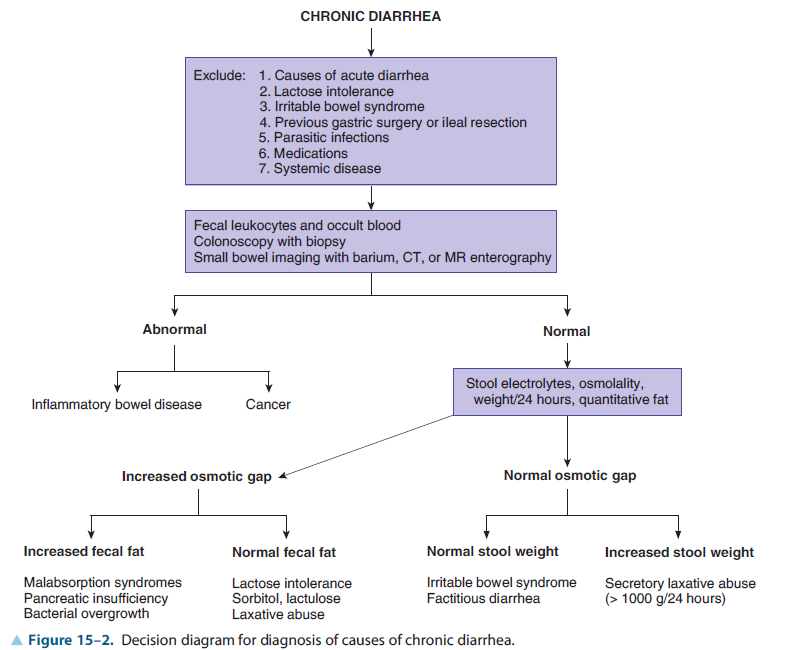 CHRONIC DIARRHEA
Exclude: 1. Causes of acute diarrhea
2. Lactose intolerance
3. Irritable bowel syndrome
4. Previous gastric surgery or ileal resection
5. Parasitic infections
6. Medications
7. Systemic disease
Fecal leukocytes and occult blood
Colonoscopy with biopsy
Small bowel imaging with barium, CT, or MR enterography
Abnormal
Normal
Inflammatory bowel disease
Cancer
Stool electrolytes, osmolality,
weight/24 hours, quantitative fat
Increased osmotic gap
Normal osmotic gap
Increased fecal fat
Malabsorption syndromes
Pancreatic insufficiency
Bacterial overgrowth
Normal fecal fat
Lactose intolerance
Sorbitol, lactulose
Laxative abuse
Normal stool weight
Irritable bowel syndrome
Factitious diarrhea
Increased stool weight
Secretory laxative abuse
(> 1000 g/24 hours)
▲ Figure 15–2. Decision diagram for diagnosis of causes of chronic diarrhea.